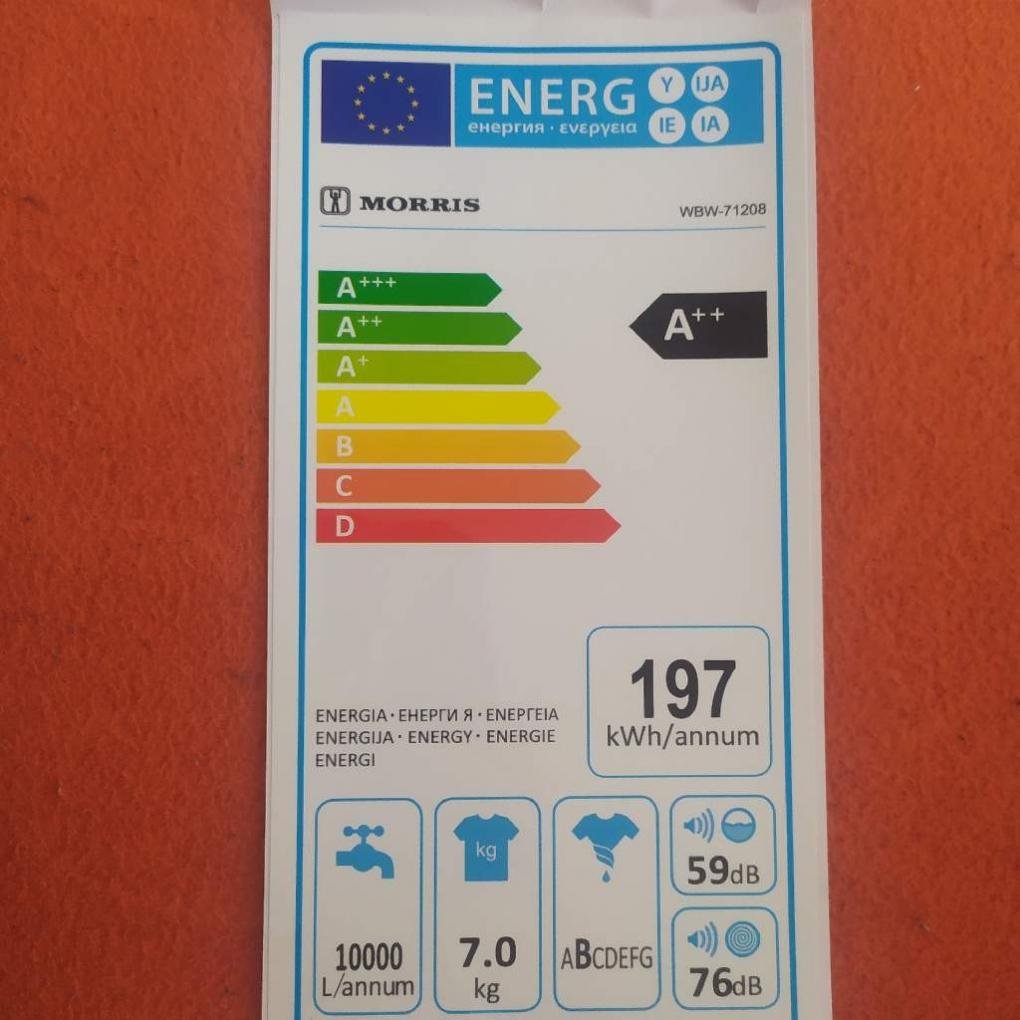 ENERG Y IJA
енергия · ενεργεια IE IA
MORRIS WBW-71208
A+++
A++
A++
A+
A
B
C
D
197
kWh/annum
ENERGIA · ЕНЕРГИ Я · ΕΝΕΡΓΕΙΑ
ENERGIJA · ENERGY · ENERGIE
ENERGI
10000
L/annum
kg
7.0
kg
ABCDEFG
59dB
76dB